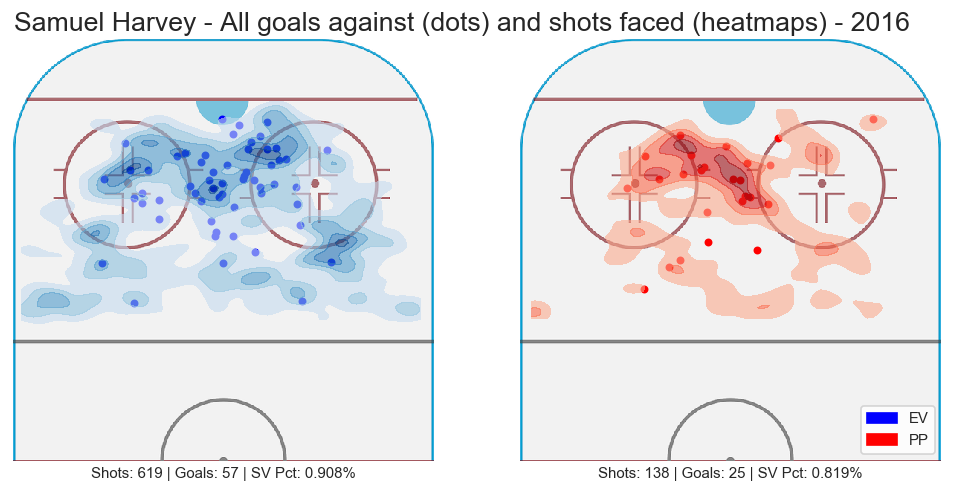 Samuel Harvey - All goals against (dots) and shots faced (heatmaps) - 2016
EV
PP
Shots: 619 | Goals: 57 | SV Pct: 0.908%
Shots: 138 | Goals: 25 | SV Pct: 0.819%